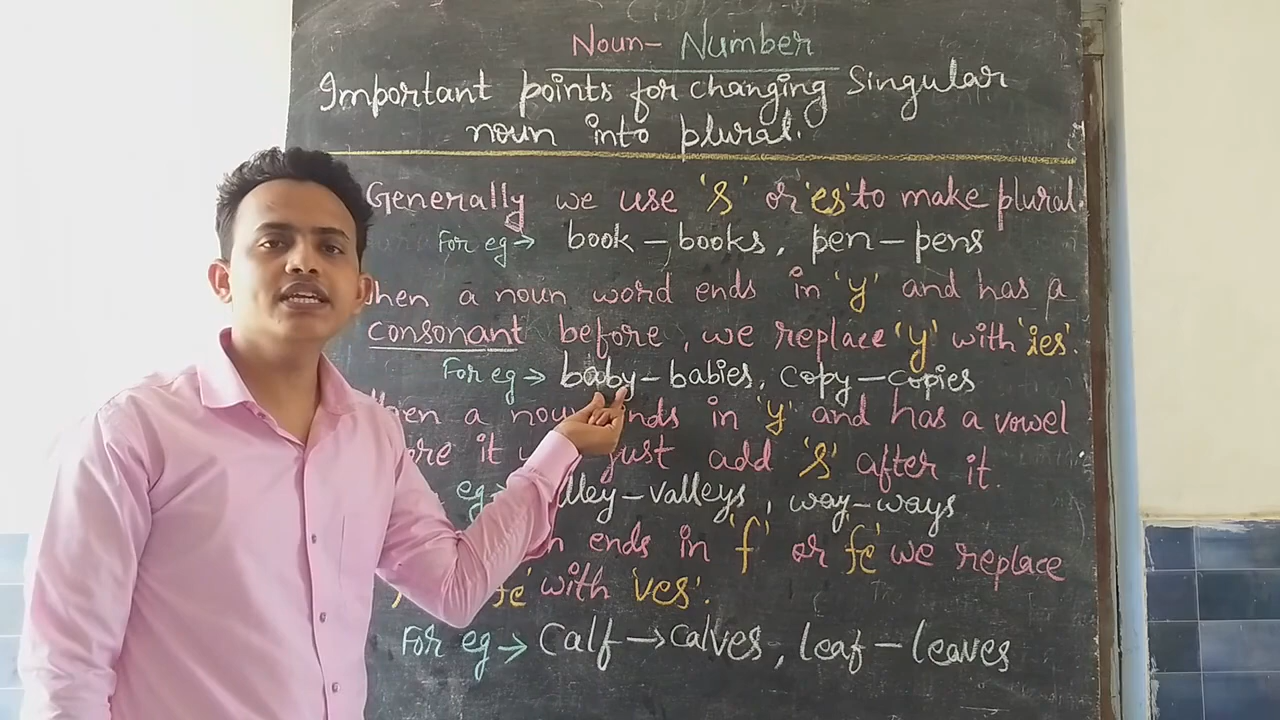 Noun- Number
Important points for changing Singular
noun into plural.
Generally we use 's' or 'es' to make plural.
For eg → book – books, pen – pens
a noun word ends in 'y' and has a
consonant before, we replace 'y' with 'ies'.
For eg → baby – babies, copy – copies
a ends in 'y' and has a vowel
it just add 's' after it.
eg → – valleys, way – ways
ends in 'f' or 'fe' we replace
with 'ves'.
For eg → Calf → calves, leaf – leaves